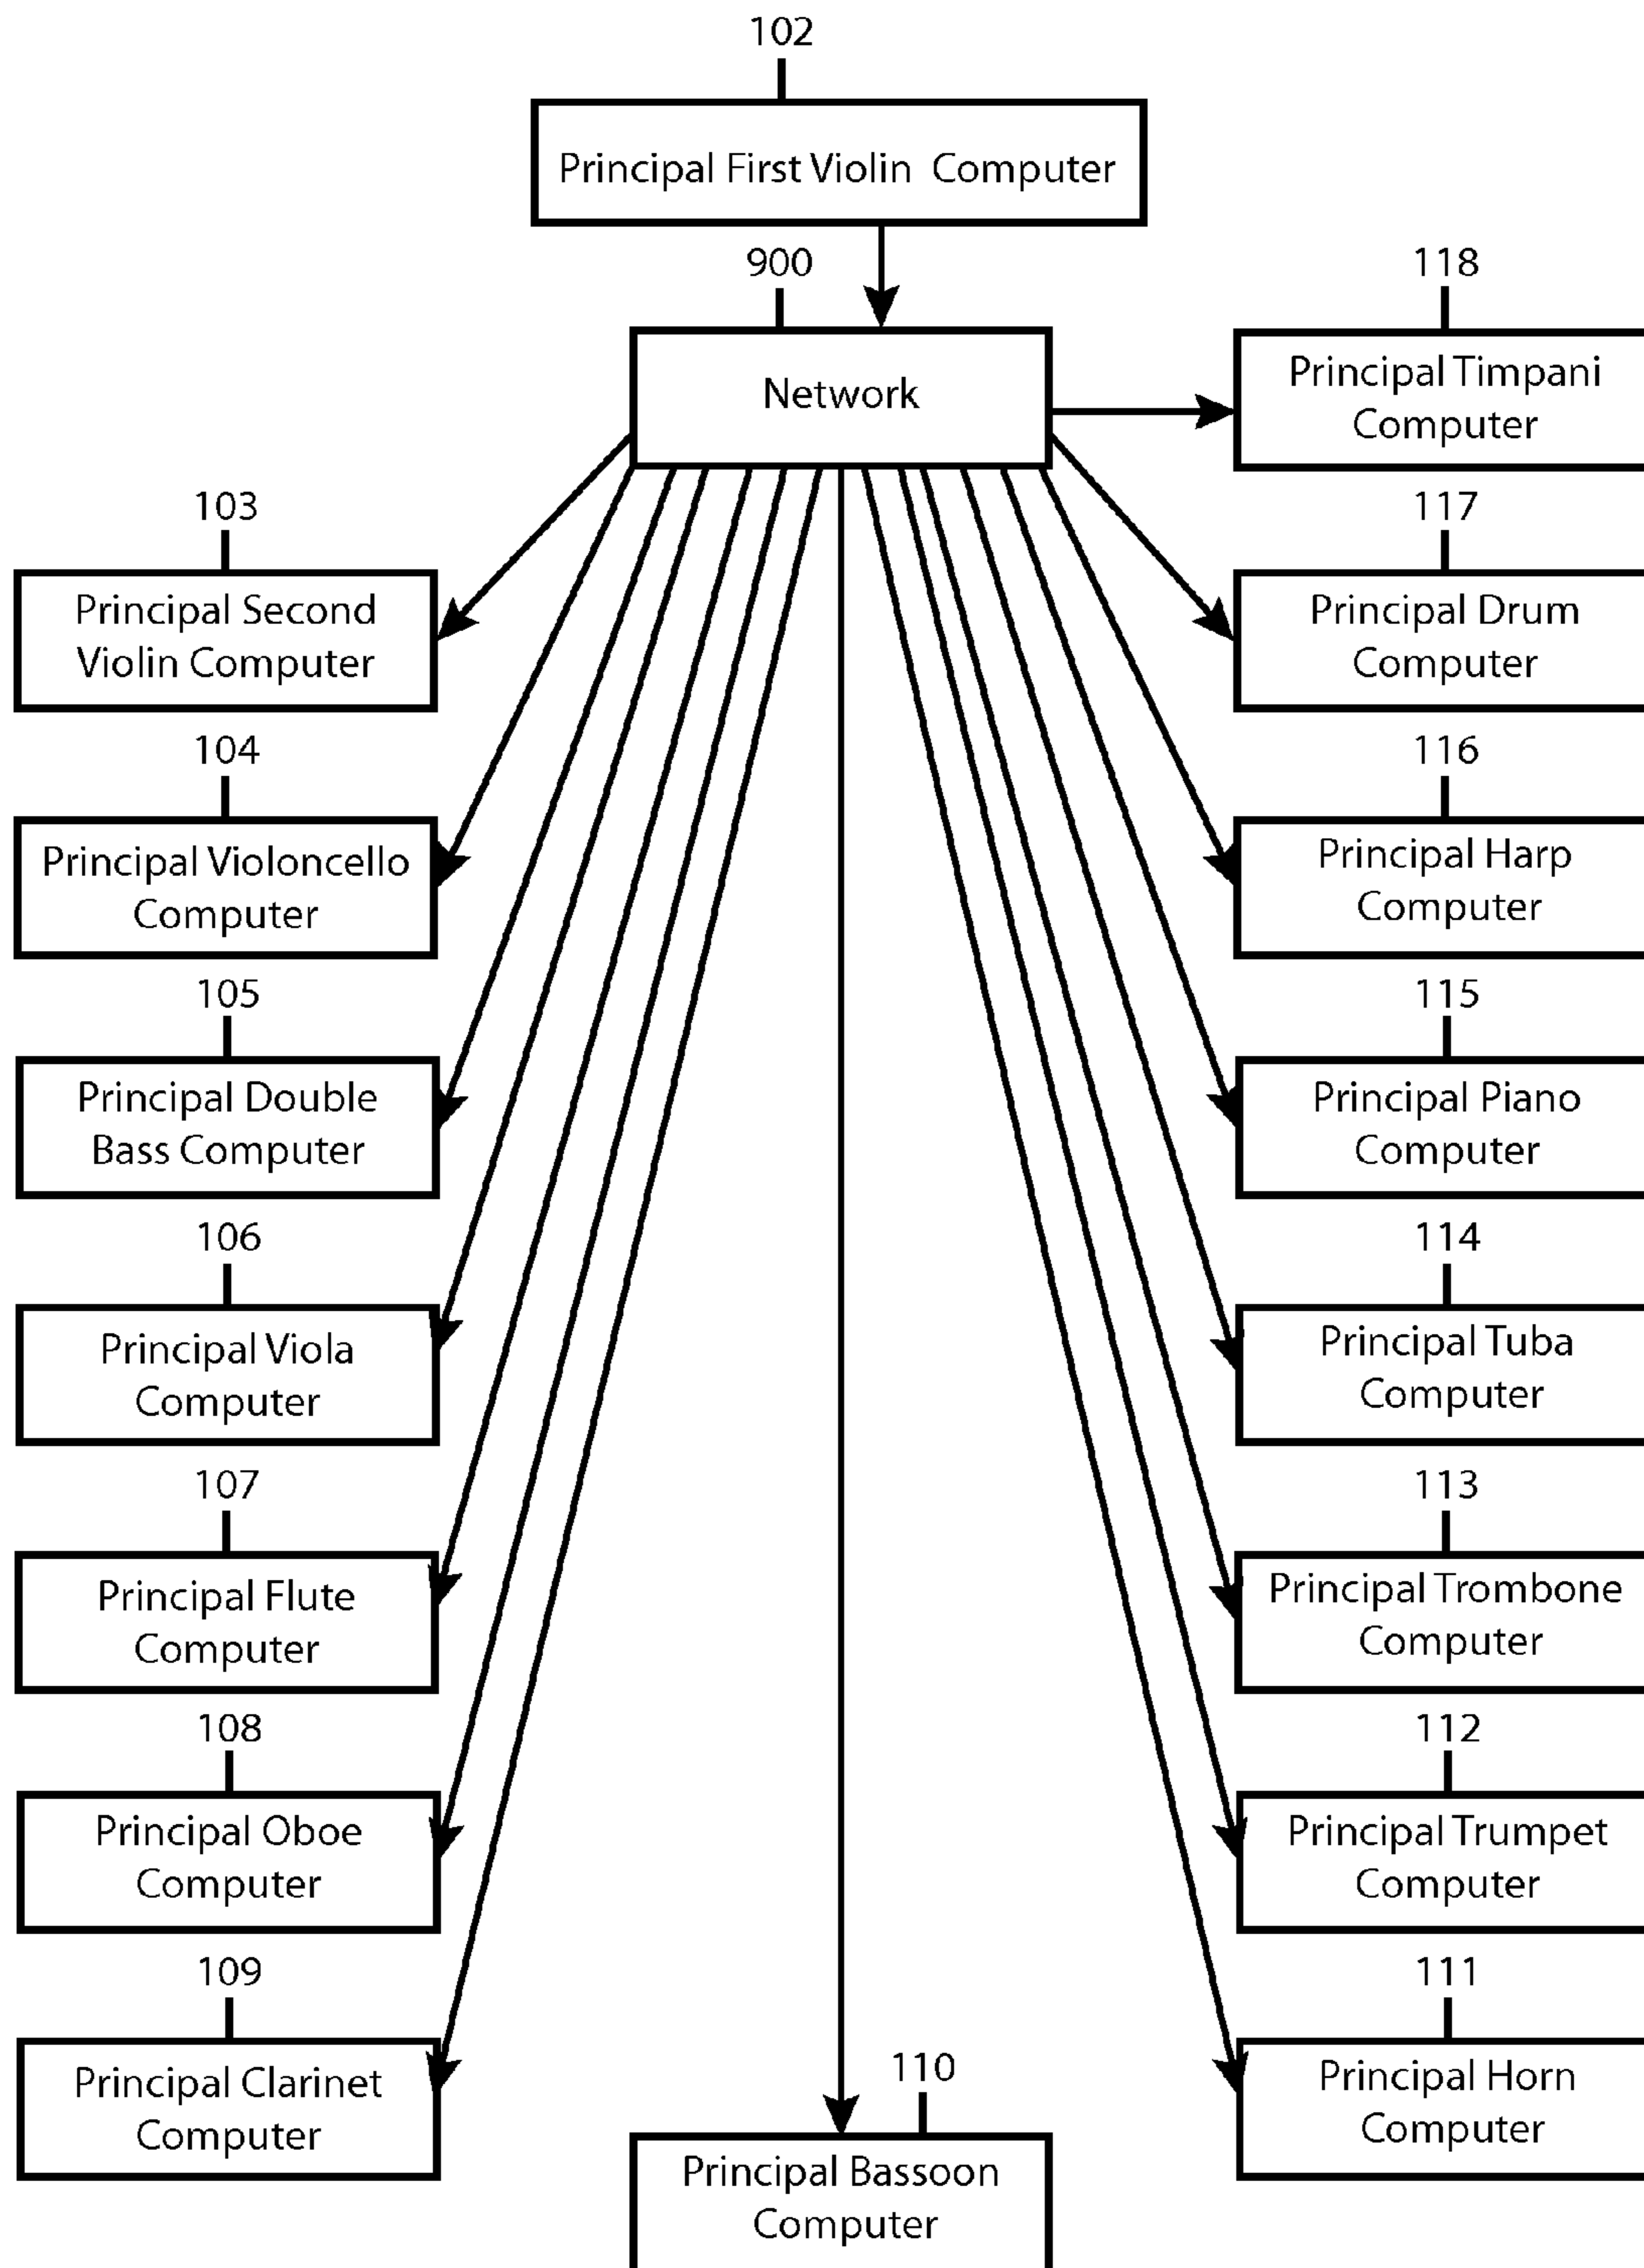 102
Principal First Violin Computer
900
Network
118
Principal Timpani
Computer
103
Principal Second
Violin Computer
117
Principal Drum
Computer
104
Principal Violoncello
Computer
116
Principal Harp
Computer
105
Principal Double
Bass Computer
115
Principal Piano
Computer
106
Principal Viola
Computer
114
Principal Tuba
Computer
107
Principal Flute
Computer
113
Principal Trombone
Computer
108
Principal Oboe
Computer
112
Principal Trumpet
Computer
109
Principal Clarinet
Computer
111
Principal Horn
Computer
110
Principal Bassoon
Computer